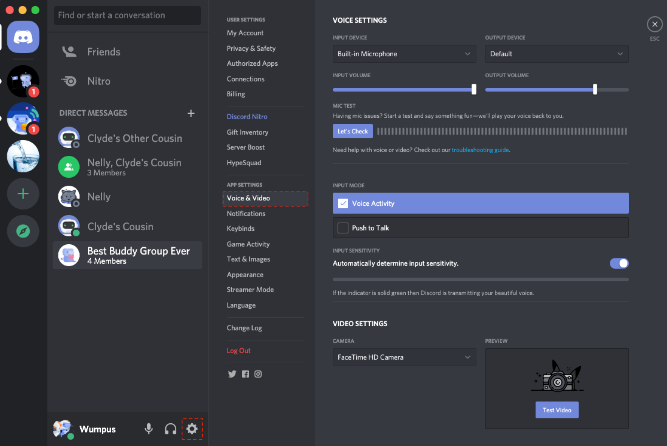 Find or start a conversation
Friends
Nitro
DIRECT MESSAGES
Clyde's Other Cousin
Nelly, Clyde's Cousin
3 Members
Nelly
Clyde's Cousin
Best Buddy Group Ever
4 Members
1
1
Wumpus
USER SETTINGS
My Account
Privacy & Safety
Authorized Apps
Connections
Billing
Discord Nitro
Gift Inventory
Server Boost
HypeSquad
APP SETTINGS
Voice & Video
Notifications
Keybinds
Game Activity
Text & Images
Appearance
Streamer Mode
Language
Change Log
Log Out
VOICE SETTINGS
ESC
INPUT DEVICE
OUTPUT DEVICE
Built-in Microphone
Default
INPUT VOLUME
OUTPUT VOLUME
MIC TEST
Having mic issues? Start a test and say something fun—we'll play your voice back to you.
Let's Check
Need help with voice or video? Check out our troubleshooting guide.
INPUT MODE
Voice Activity
Push to Talk
INPUT SENSITIVITY
Automatically determine input sensitivity.
If the indicator is solid green then Discord is transmitting your beautiful voice.
VIDEO SETTINGS
CAMERA
PREVIEW
FaceTime HD Camera
Test Video